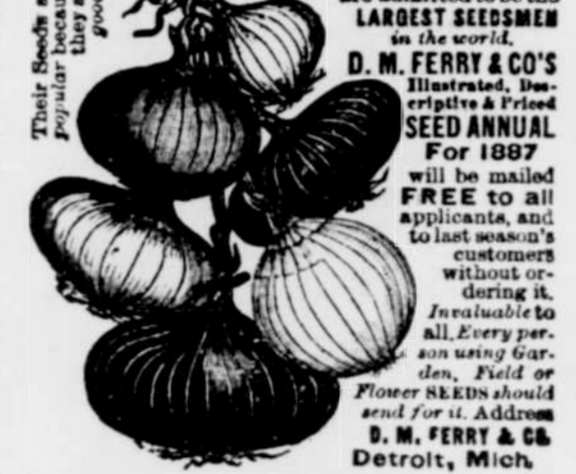 Their Seeds a
popular becau
they a
good
LARGEST SEEDSMEN
in the world.
D. M. FERRY & CO'S
Illustrated, Des-
criptive & Priced
SEED ANNUAL
For 1887
will be mailed
FREE to all
applicants, and
to last season's
customers
without or-
dering it.
Invaluable to
all. Every per-
son using Gar-
den, Field or
Flower SEEDS should
send for it. Address
D. M. FERRY & CO.
Detroit, Mich.